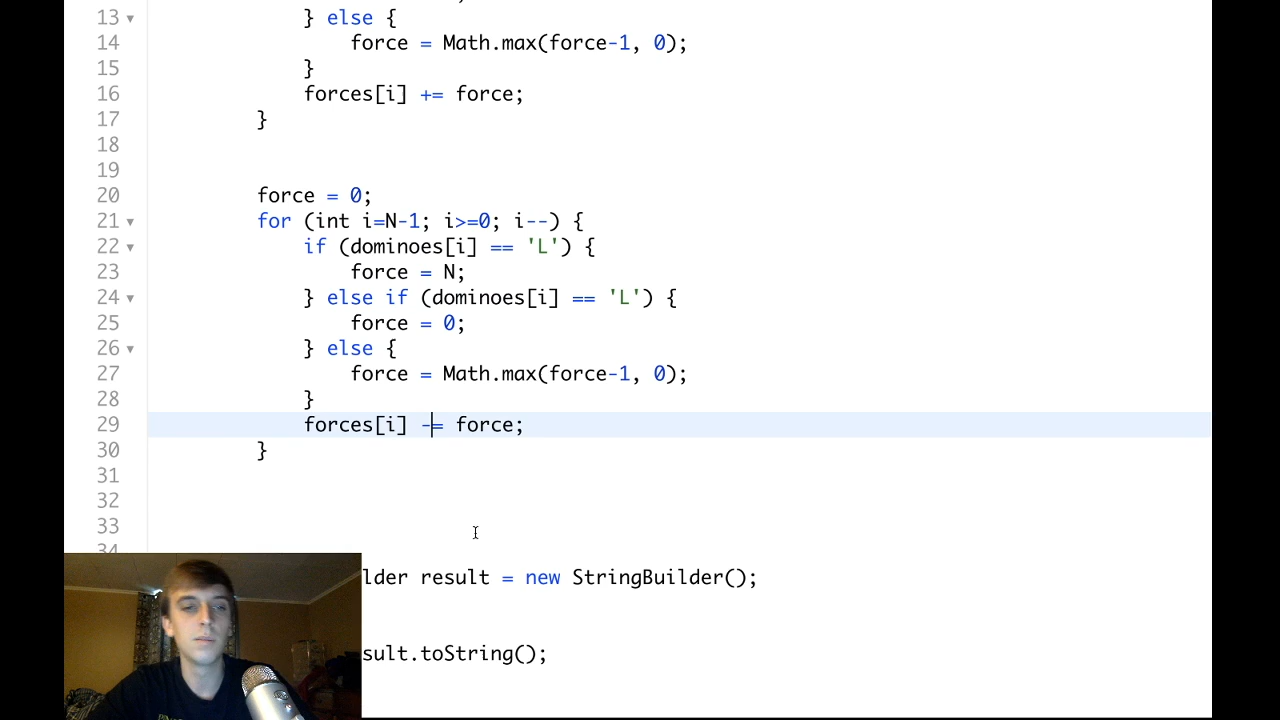 13 } else {
14 force = Math.max(force-1, 0);
15 }
16 forces[i] += force;
17 }
18
19
20 force = 0;
21 for (int i=N-1; i>=0; i--) {
22 if (dominoes[i] == 'L') {
23 force = N;
24 } else if (dominoes[i] == 'L') {
25 force = 0;
26 } else {
27 force = Math.max(force-1, 0);
28 }
29 forces[i] -= force;
30 }
31
32
33
34
lder result = new StringBuilder();
sult.toString();